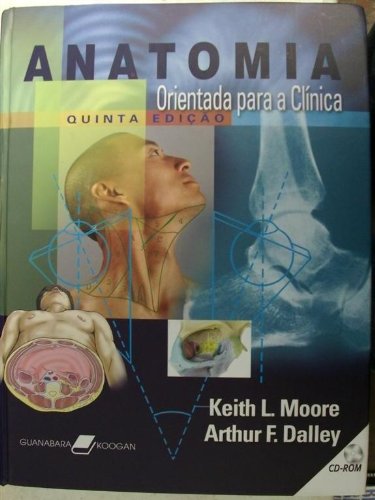 ANATOMIA
Orientada para a Clínica
QUINTA EDIÇÃO
Keith L. Moore
Arthur F. Dalley
GUANABARA KOOGAN
CD-ROM